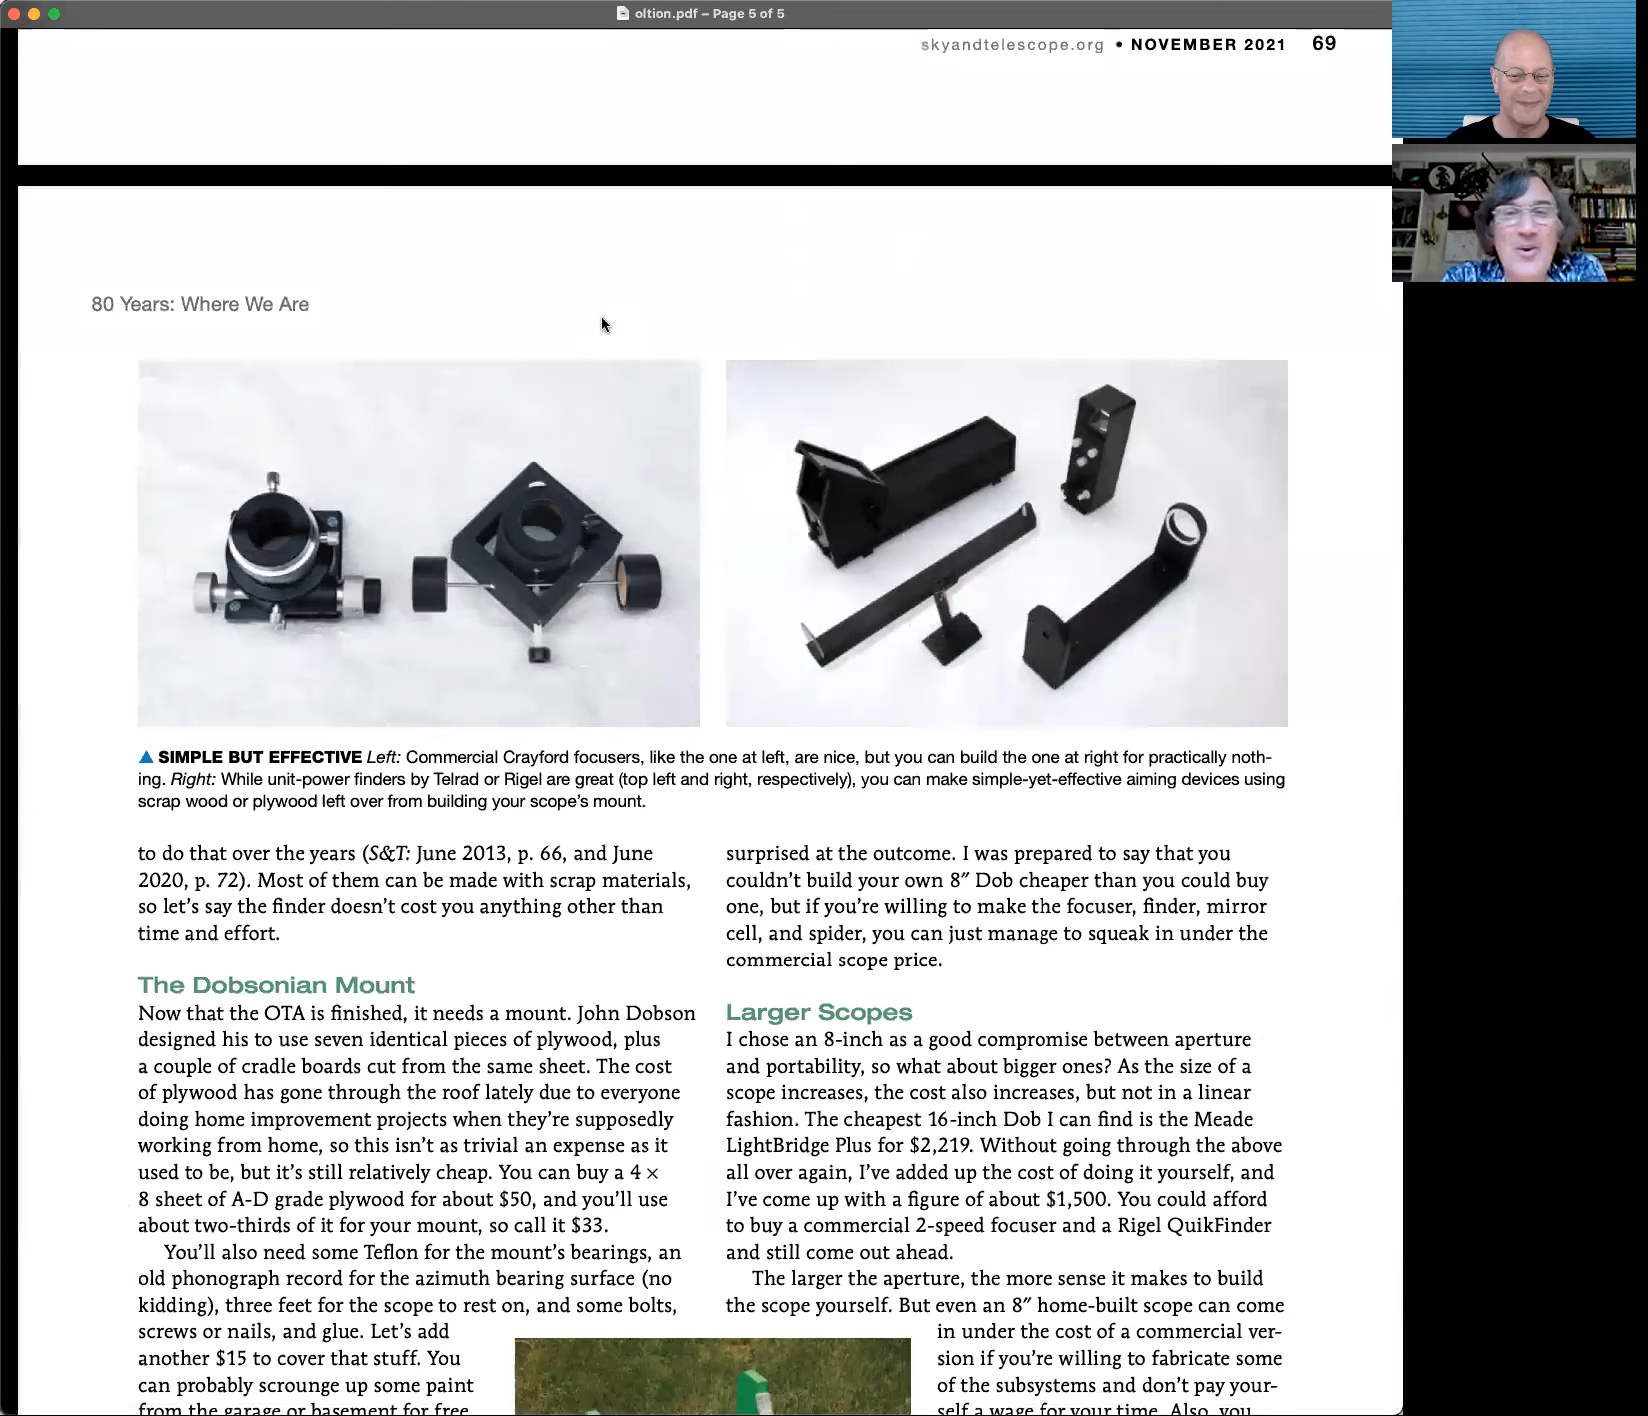 oltion.pdf – Page 5 of 5
skyandtelescope.org • NOVEMBER 2021 69
80 Years: Where We Are
▲ SIMPLE BUT EFFECTIVE Left: Commercial Crayford focusers, like the one at left, are nice, but you can build the one at right for practically noth-
ing. Right: While unit-power finders by Telrad or Rigel are great (top left and right, respectively), you can make simple-yet-effective aiming devices using
scrap wood or plywood left over from building your scope's mount.
to do that over the years (S&T: June 2013, p. 66, and June
2020, p. 72). Most of them can be made with scrap materials,
so let's say the finder doesn't cost you anything other than
time and effort.
The Dobsonian Mount
Now that the OTA is finished, it needs a mount. John Dobson
designed his to use seven identical pieces of plywood, plus
a couple of cradle boards cut from the same sheet. The cost
of plywood has gone through the roof lately due to everyone
doing home improvement projects when they're supposedly
working from home, so this isn't as trivial an expense as it
used to be, but it's still relatively cheap. You can buy a 4 ×
8 sheet of A-D grade plywood for about $50, and you'll use
about two-thirds of it for your mount, so call it $33.
You'll also need some Teflon for the mount's bearings, an
old phonograph record for the azimuth bearing surface (no
kidding), three feet for the scope to rest on, and some bolts,
screws or nails, and glue. Let's add
another $15 to cover that stuff. You
can probably scrounge up some paint
from the garage or basement for free
surprised at the outcome. I was prepared to say that you
couldn't build your own 8″ Dob cheaper than you could buy
one, but if you're willing to make the focuser, finder, mirror
cell, and spider, you can just manage to squeak in under the
commercial scope price.
Larger Scopes
I chose an 8-inch as a good compromise between aperture
and portability, so what about bigger ones? As the size of a
scope increases, the cost also increases, but not in a linear
fashion. The cheapest 16-inch Dob I can find is the Meade
LightBridge Plus for $2,219. Without going through the above
all over again, I've added up the cost of doing it yourself, and
I've come up with a figure of about $1,500. You could afford
to buy a commercial 2-speed focuser and a Rigel QuikFinder
and still come out ahead.
The larger the aperture, the more sense it makes to build
the scope yourself. But even an 8″ home-built scope can come
in under the cost of a commercial ver-
sion if you're willing to fabricate some
of the subsystems and don't pay your-
self a wage for your time. Also, you